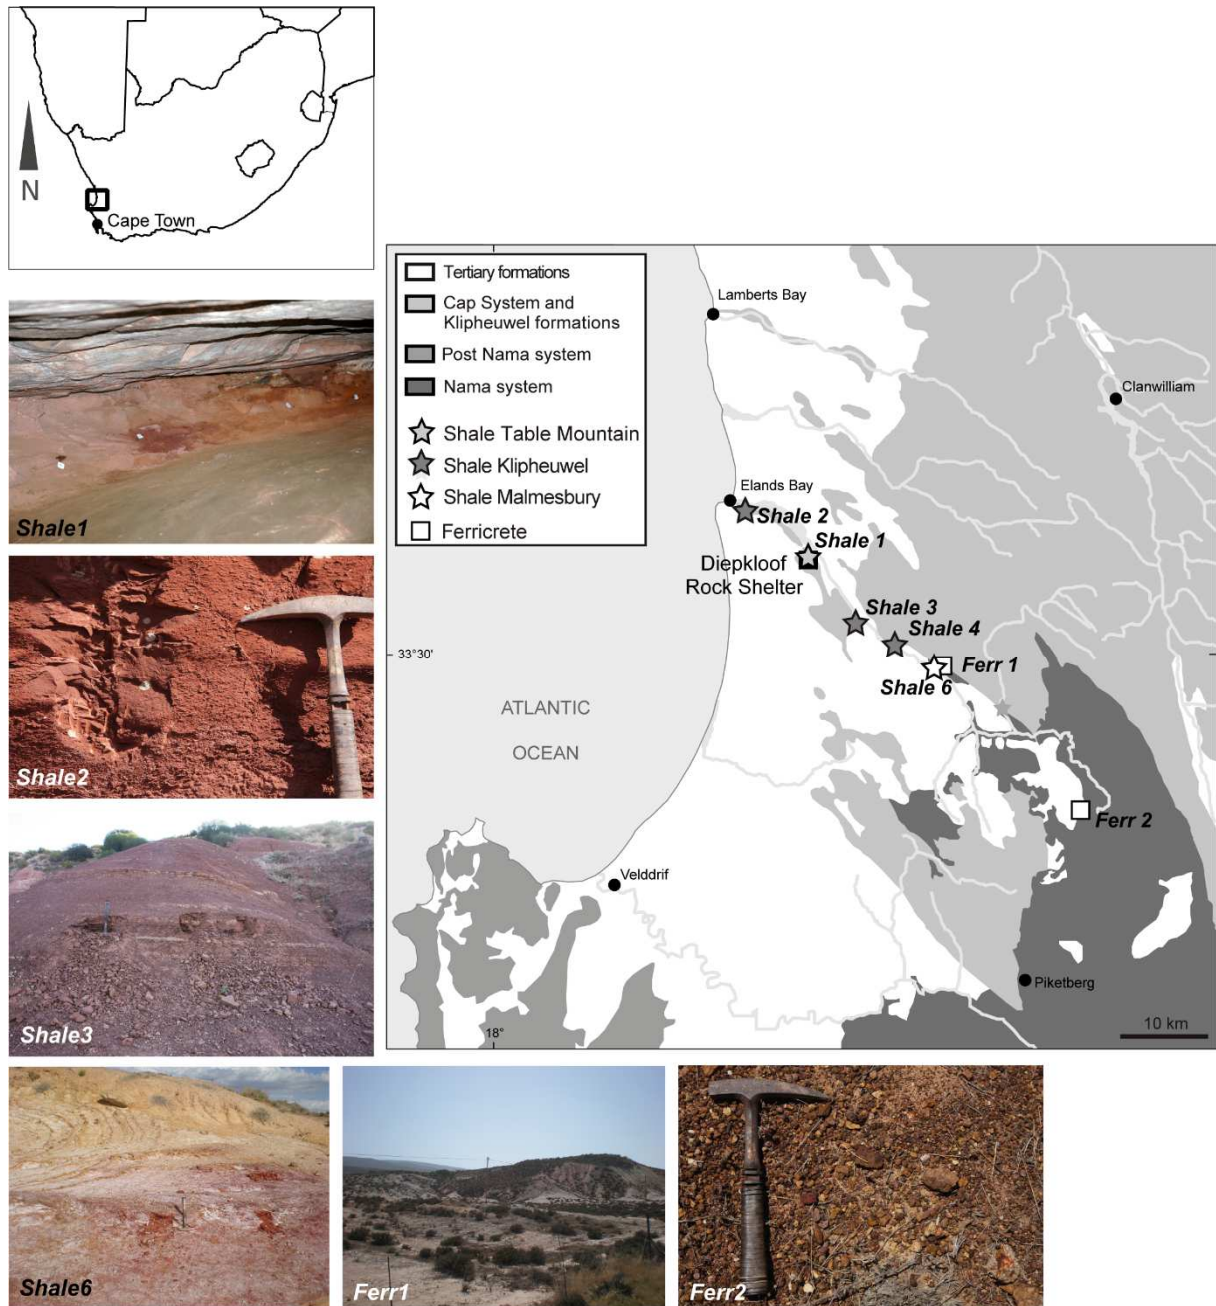 N
Cape Town
Tertiary formations
Cap System and
Klipheuwel formations
Post Nama system
Nama system
Shale Table Mountain
Shale Klipheuwel
Shale Malmesbury
Ferricrete
Lamberts Bay
Clanwilliam
Elands Bay
Shale 2
Shale 1
Diepkloof
Rock Shelter
Shale 3
Shale 4
33°30'
Ferr 1
Shale 6
ATLANTIC
OCEAN
Ferr 2
Velddrif
Piketberg
18°
10 km
Shale1
Shale2
Shale3
Shale6
Ferr1
Ferr2